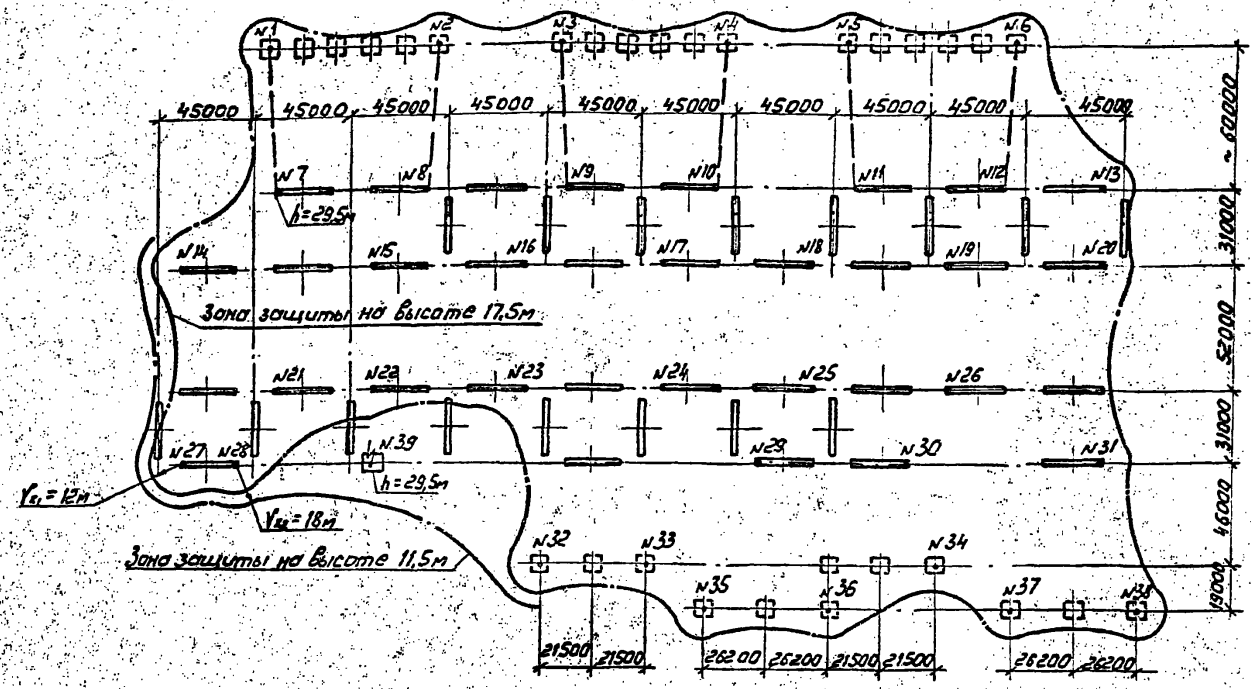 N1
N2
N3
N4
N5
N6
45000
45000
45000
45000
45000
45000
45000
45000
45000
~ 60000
N7
N8
N9
N10
N11
N12
N13
h=29,5м
31000
N14
N15
N16
N17
N18
N19
N20
Зона защиты на высоте 17,5м
52000
N21
N22
N23
N24
N25
N26
31000
N27
N28
N39
N29
N30
N31
h=29,5м
rx1=12м
rx2=18м
46000
Зона защиты на высоте 11,5м
N32
N33
N34
N35
N36
N37
N38
19000
21500
21500
26200
26200
21500
21500
26200
26200